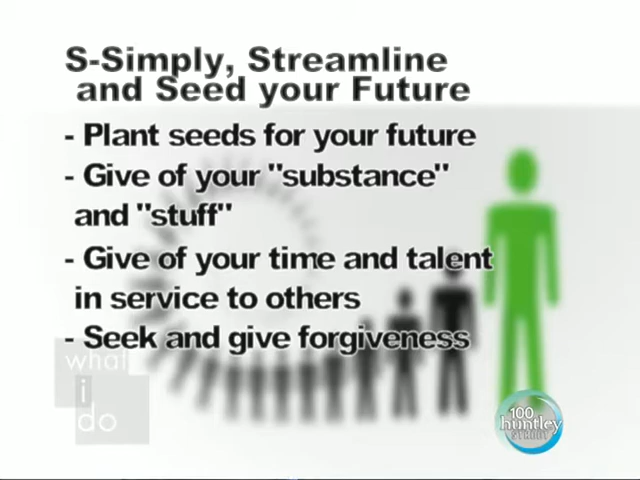 S-Simply, Streamline
and Seed your Future
- Plant seeds for your future
- Give of your "substance"
and "stuff"
- Give of your time and talent
in service to others
- Seek and give forgiveness
what
i
do
100
huntley
STREET